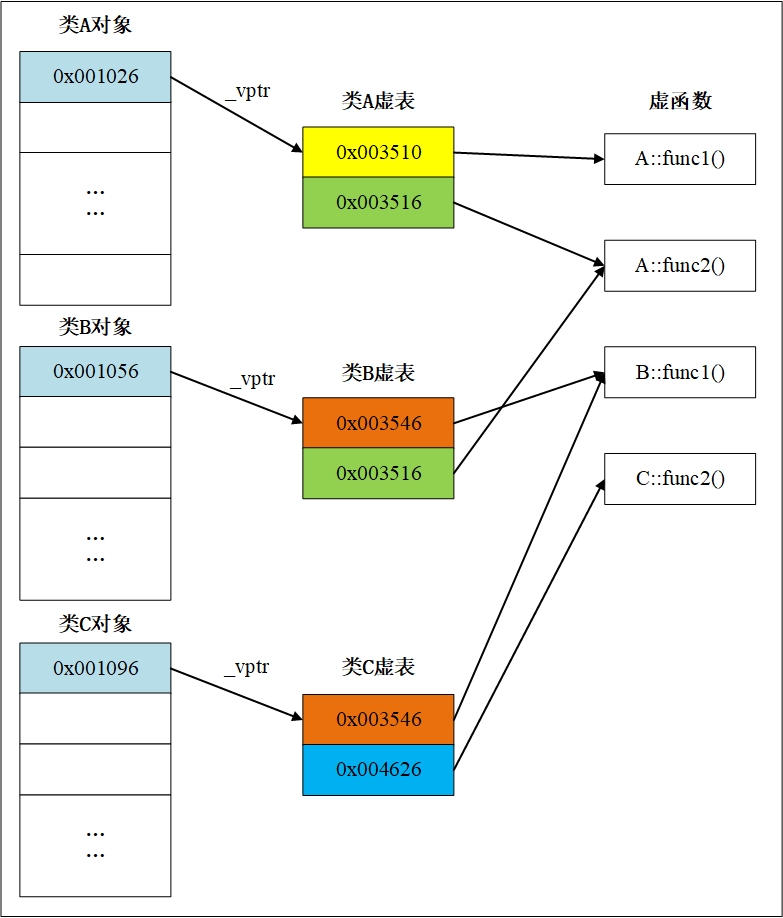 类A对象
0x001026
_vptr
类A虚表
虚函数
0x003510
A::func1()
0x003516
...
...
A::func2()
类B对象
0x001056
_vptr
类B虚表
B::func1()
0x003546
0x003516
C::func2()
...
...
类C对象
0x001096
_vptr
类C虚表
0x003546
0x004626
...
...